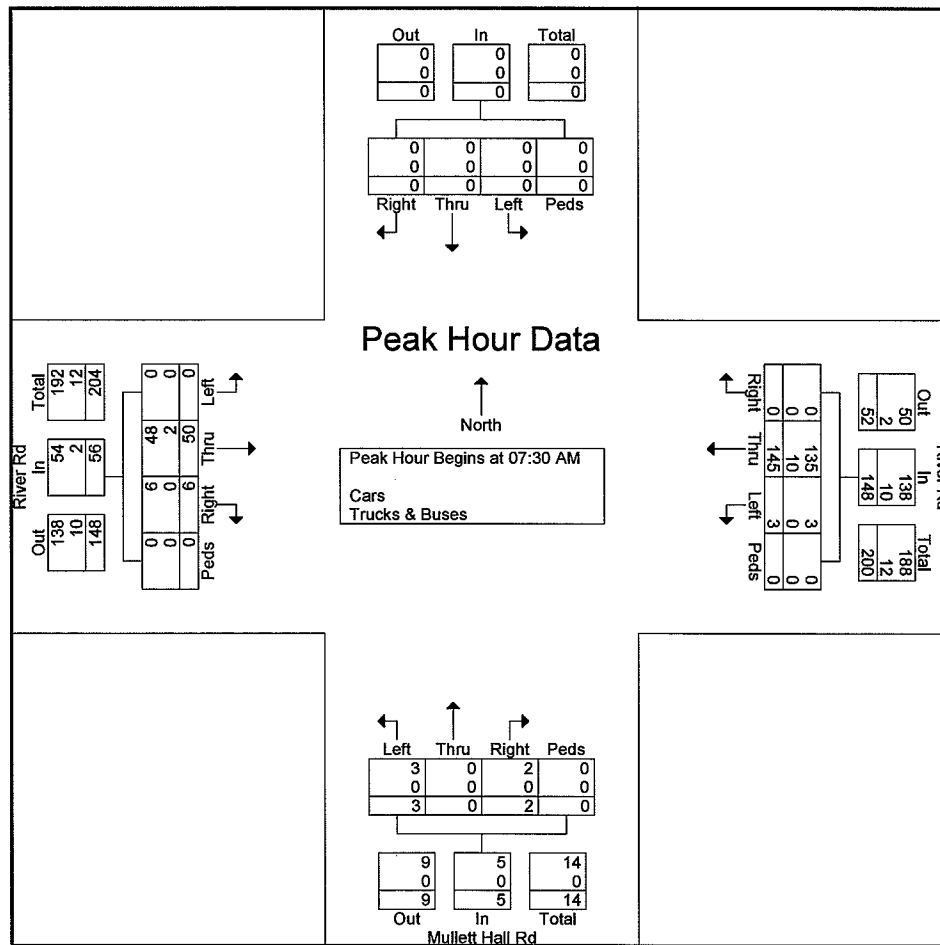 Out In Total
0 0 0
0 0 0
0 0 0
0 0 0 0
0 0 0 0
0 0 0 0
Right Thru Left Peds
Peak Hour Data
North
Peak Hour Begins at 07:30 AM
Cars
Trucks & Buses
River Rd
Total In Out
192 54 138
12 2 10
204 56 148
0 48 6 0
0 2 0 0
0 50 6 0
Left Thru Right Peds
Out In Total
50 138 188
2 10 12
52 148 200
0 135 3 0
0 10 0 0
0 145 3 0
Right Thru Left Peds
Left Thru Right Peds
3 0 2 0
0 0 0 0
3 0 2 0
9 5 14
0 0 0
9 5 14
Out In Total
Mullett Hall Rd